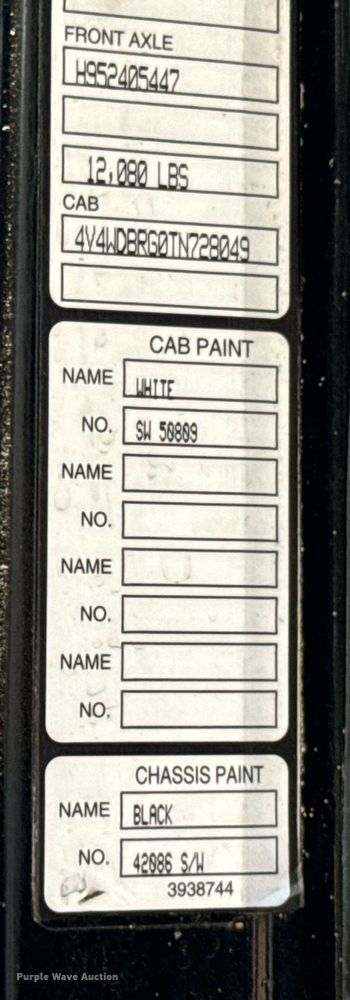 FRONT AXLE
H952405447
12,080 LBS
CAB
4V4WDBRG0TN728049
CAB PAINT
NAME WHITE
NO. SW 50809
NAME
NO.
NAME
NO.
NAME
NO.
CHASSIS PAINT
NAME BLACK
NO. 42086 S/W
3938744
Purple Wave Auction